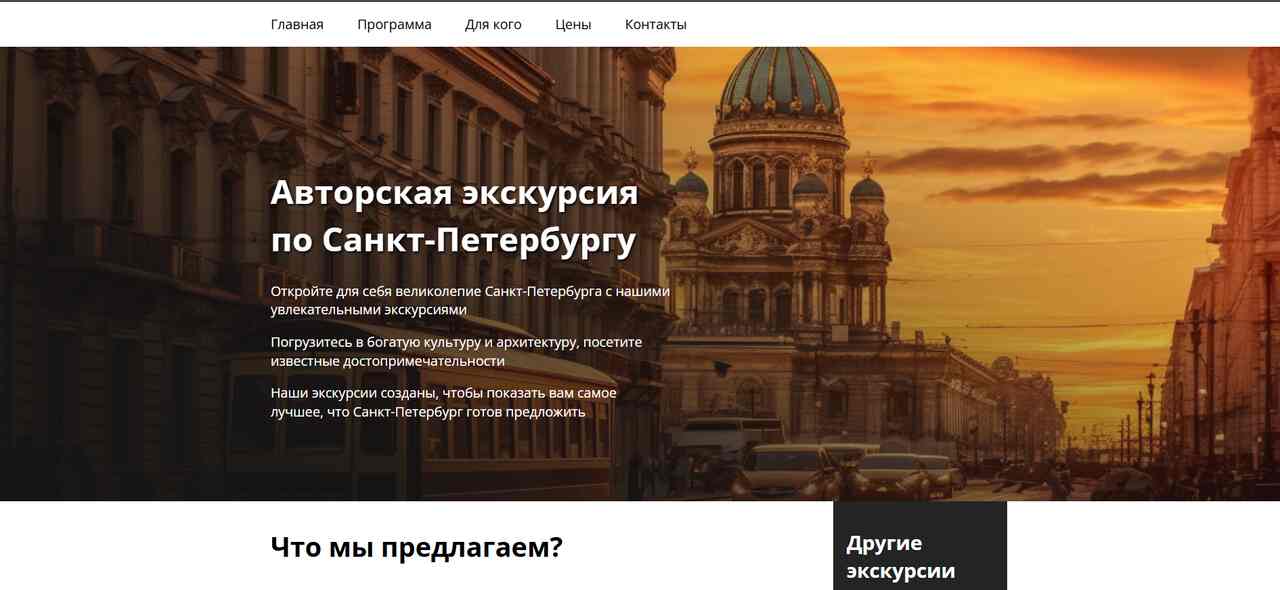 Главная Программа Для кого Цены Контакты
Авторская экскурсия
по Санкт-Петербургу
Откройте для себя великолепие Санкт-Петербурга с нашими
увлекательными экскурсиями
Погрузитесь в богатую культуру и архитектуру, посетите
известные достопримечательности
Наши экскурсии созданы, чтобы показать вам самое
лучшее, что Санкт-Петербург готов предложить
Что мы предлагаем?
Другие
экскурсии